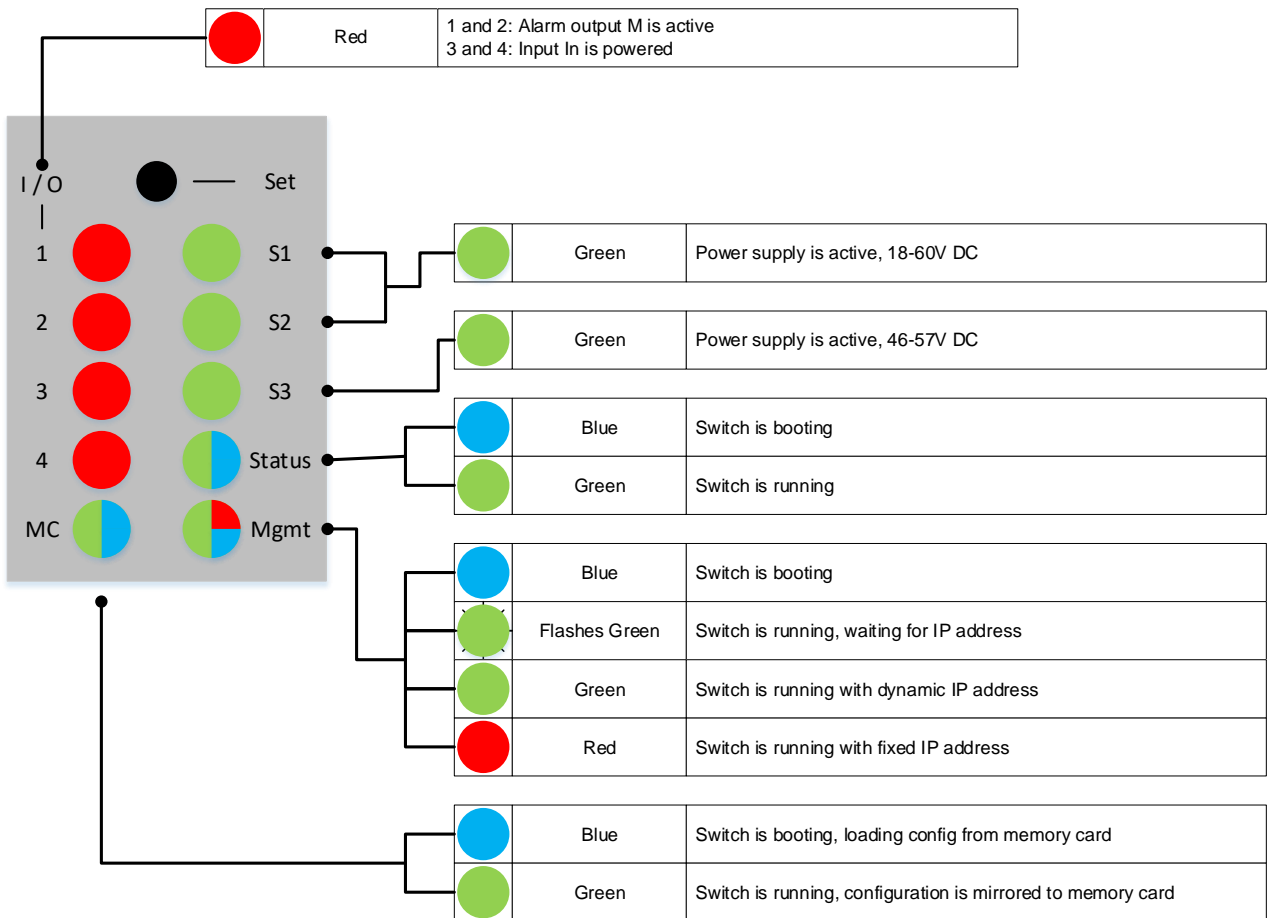 Red
1 and 2: Alarm output M is active
3 and 4: Input In is powered
I / O
Set
1
S1
2
S2
3
S3
4
Status
MC
Mgmt
Green
Power supply is active, 18-60V DC
Green
Power supply is active, 46-57V DC
Blue
Switch is booting
Green
Switch is running
Blue
Switch is booting
Flashes Green
Switch is running, waiting for IP address
Green
Switch is running with dynamic IP address
Red
Switch is running with fixed IP address
Blue
Switch is booting, loading config from memory card
Green
Switch is running, configuration is mirrored to memory card